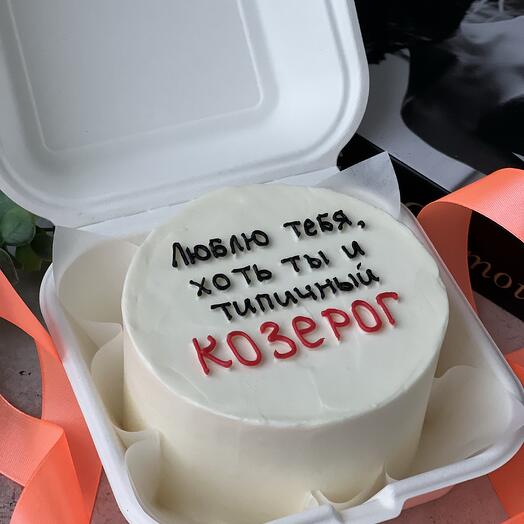 Люблю тебя,
хоть ты и
типичный
козерог